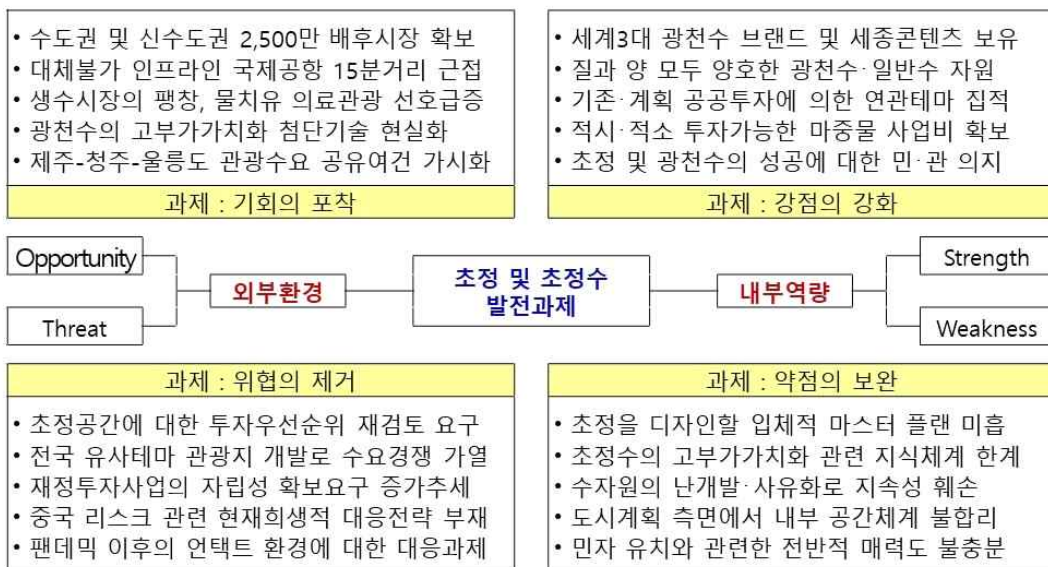 • 수도권 및 신수도권 2,500만 배후시장 확보
• 대체불가 인프라인 국제공항 15분거리 근접
• 생수시장의 팽창, 물치유 의료관광 선호급증
• 광천수의 고부가가치화 첨단기술 현실화
• 제주-청주-울릉도 관광수요 공유여건 가시화
과제 : 기회의 포착
• 세계3대 광천수 브랜드 및 세종콘텐츠 보유
• 질과 양 모두 양호한 광천수·일반수 자원
• 기존·계획 공공투자에 의한 연관테마 집적
• 적시·적소 투자가능한 마중물 사업비 확보
• 초정 및 광천수의 성공에 대한 민·관 의지
과제 : 강점의 강화
Opportunity
Threat
외부환경
초정 및 초정수
발전과제
내부역량
Strength
Weakness
과제 : 위협의 제거
• 초정공간에 대한 투자우선순위 재검토 요구
• 전국 유사테마 관광지 개발로 수요경쟁 가열
• 재정투자사업의 자립성 확보요구 증가추세
• 중국 리스크 관련 현재희생적 대응전략 부재
• 팬데믹 이후의 언택트 환경에 대한 대응과제
과제 : 약점의 보완
• 초정을 디자인할 입체적 마스터 플랜 미흡
• 초정수의 고부가가치화 관련 지식체계 한계
• 수자원의 난개발·사유화로 지속성 훼손
• 도시계획 측면에서 내부 공간체계 불합리
• 민자 유치와 관련한 전반적 매력도 불충분